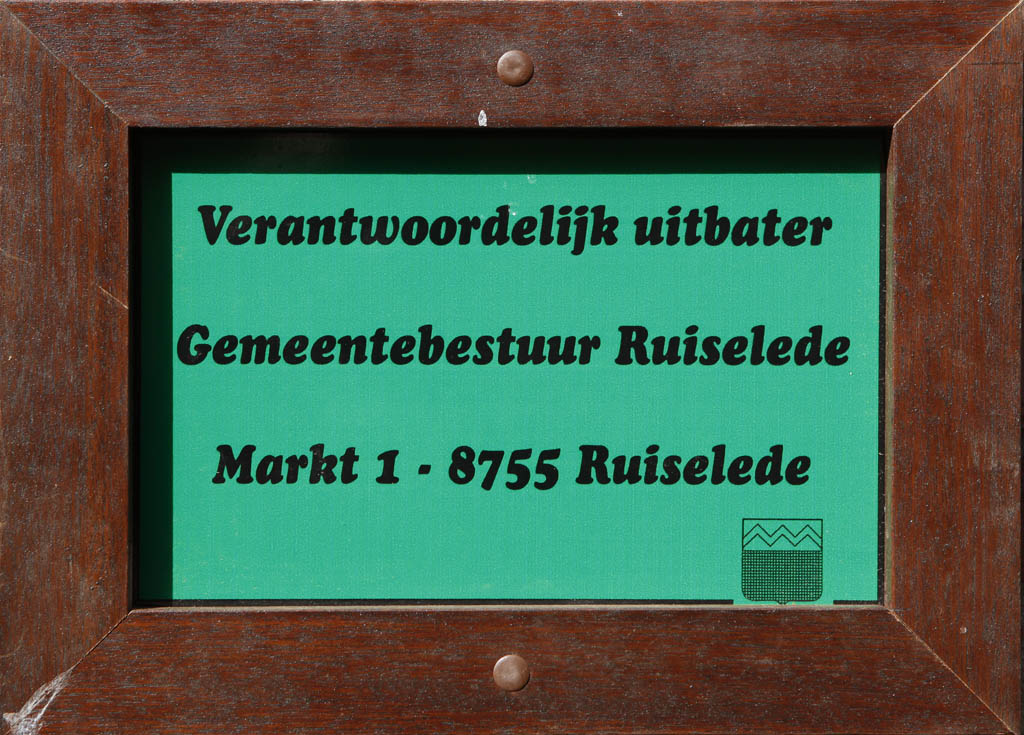 Verantwoordelijk uitbater
Gemeentebestuur Ruiselede
Markt 1 - 8755 Ruiselede